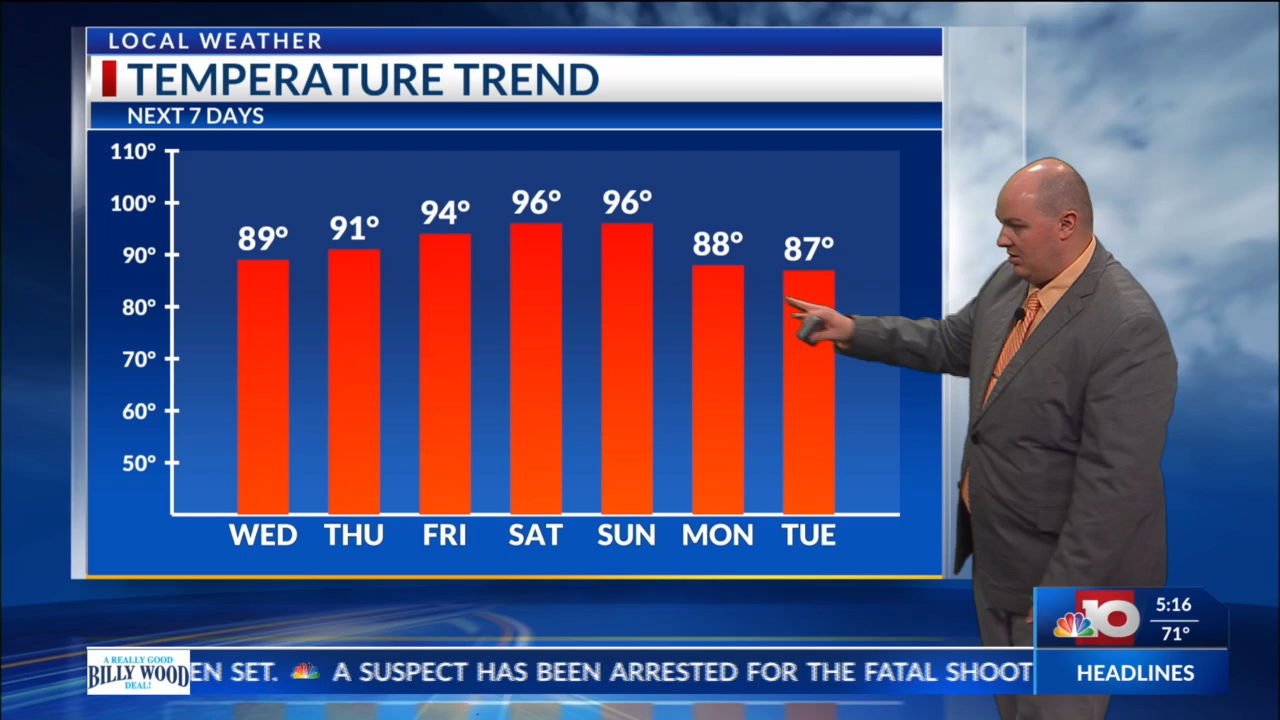 LOCAL WEATHER
TEMPERATURE TREND
NEXT 7 DAYS
110°
100°
90°
80°
70°
60°
50°
89° 91° 94° 96° 96° 88° 87°
WED THU FRI SAT SUN MON TUE
10
5:16
71°
HEADLINES
A REALLY GOOD
BILLY WOOD
DEAL!
EN SET. A SUSPECT HAS BEEN ARRESTED FOR THE FATAL SHOOT